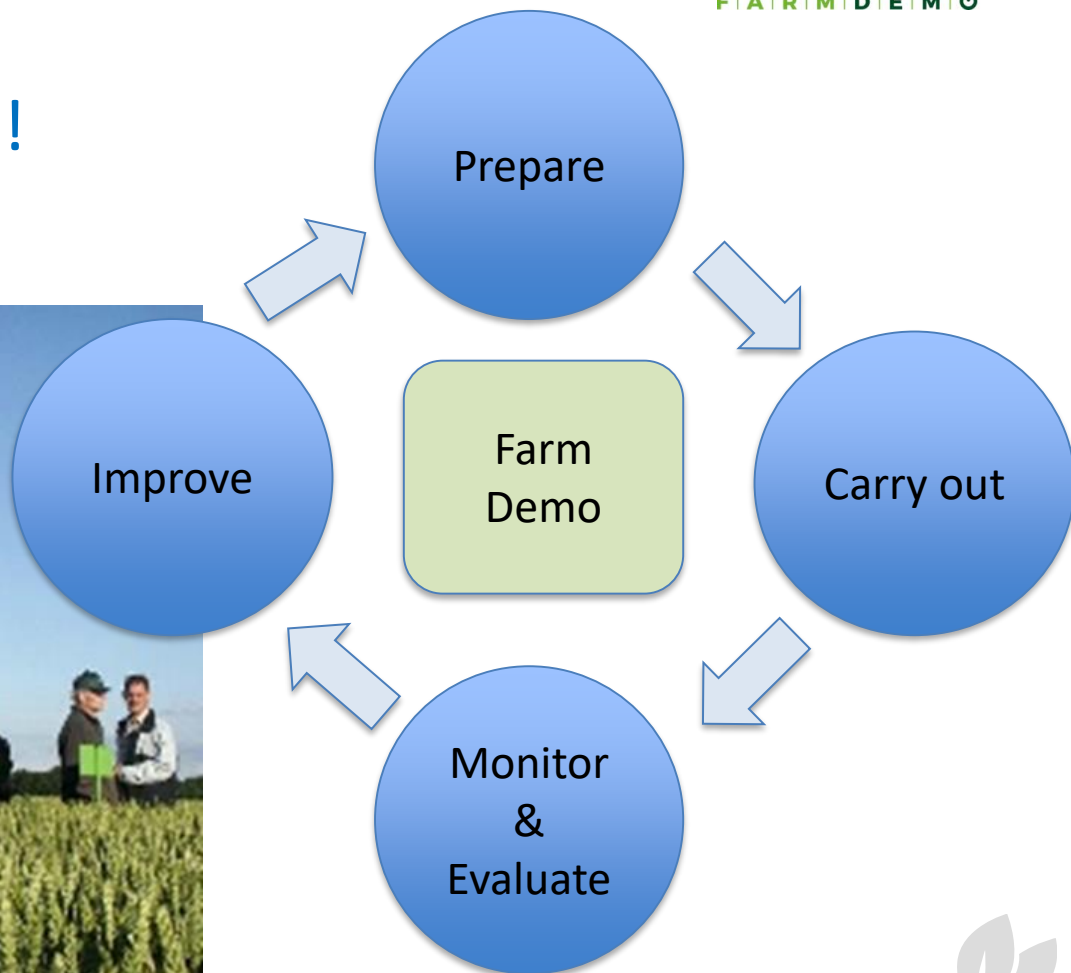 FARMDEMO
!
Prepare
Improve
Farm
Demo
Carry out
Monitor
&
Evaluate